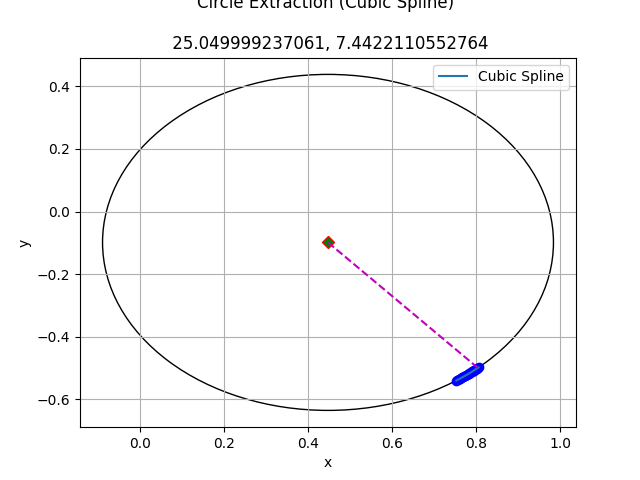 Circle Extraction (Cubic Spline)
25.049999237061, 7.4422110552764
Cubic Spline
0.4
0.2
0.0
−0.2
−0.4
−0.6
y
0.0 0.2 0.4 0.6 0.8 1.0
x